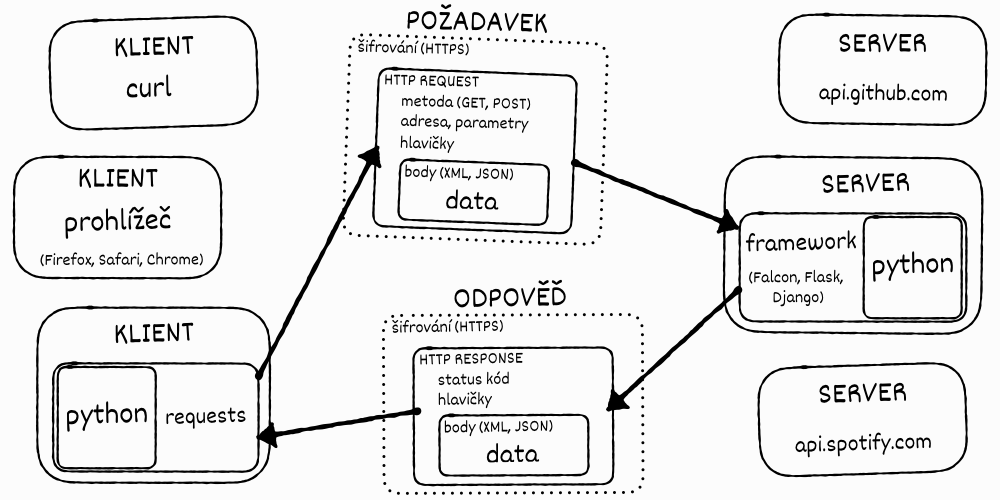 KLIENT
curl
KLIENT
prohlížeč
(Firefox, Safari, Chrome)
KLIENT
python
requests
POŽADAVEK
šifrování (HTTPS)
HTTP REQUEST
metoda (GET, POST)
adresa, parametry
hlavičky
body (XML, JSON)
data
ODPOVĚĎ
šifrování (HTTPS)
HTTP RESPONSE
status kód
hlavičky
body (XML, JSON)
data
SERVER
api.github.com
SERVER
framework
(Falcon, Flask,
Django)
python
SERVER
api.spotify.com